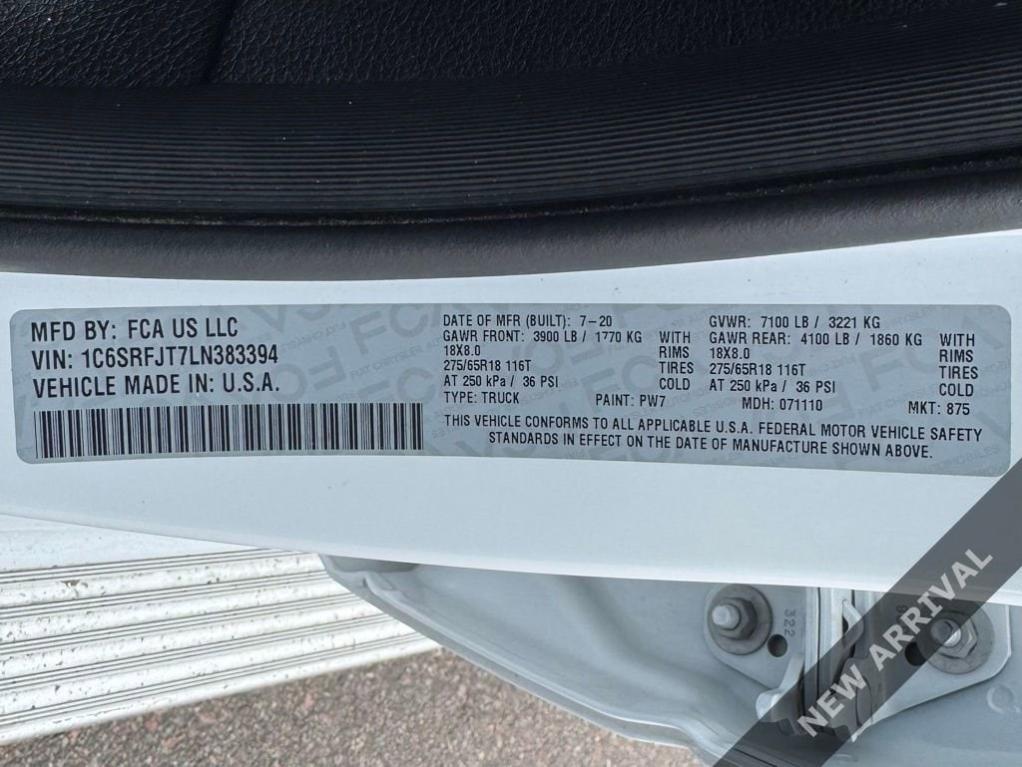 MFD BY: FCA US LLC
VIN: 1C6SRFJT7LN383394
VEHICLE MADE IN: U.S.A.
DATE OF MFR (BUILT): 7-20
GAWR FRONT: 3900 LB / 1770 KG WITH
18X8.0 RIMS
275/65R18 116T TIRES
AT 250 kPa / 36 PSI COLD
TYPE: TRUCK PAINT: PW7
GVWR: 7100 LB / 3221 KG
GAWR REAR: 4100 LB / 1860 KG WITH
18X8.0 RIMS
275/65R18 116T TIRES
AT 250 kPa / 36 PSI COLD
MDH: 071110 MKT: 875
THIS VEHICLE CONFORMS TO ALL APPLICABLE U.S.A. FEDERAL MOTOR VEHICLE SAFETY
STANDARDS IN EFFECT ON THE DATE OF MANUFACTURE SHOWN ABOVE.
322
NEW ARRIVAL